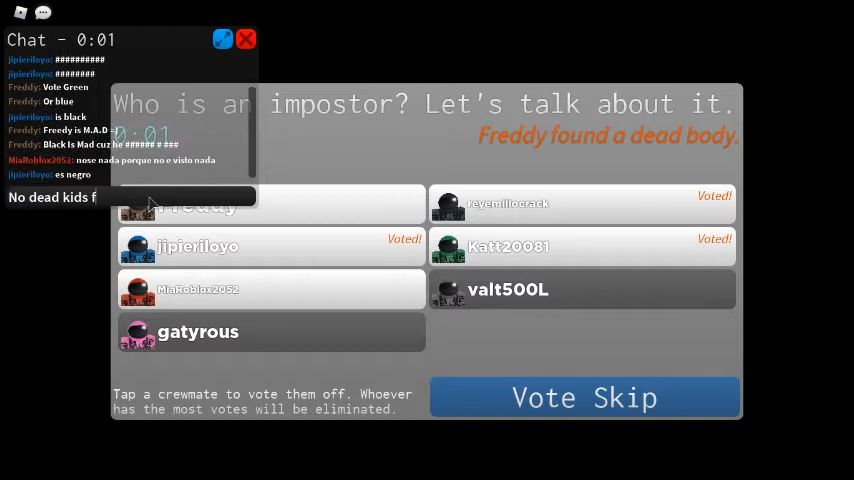 Chat - 0:01
jipieriloyo: ##########
jipieriloyo: ########
Freddy: Vote Green
Freddy: Or blue
jipieriloyo: is black
Freddy: Freedy is M.A.D =)
Freddy: Black Is Mad cuz he ###### # ###
MiaRoblox2052: nose nada porque no e visto nada
jipieriloyo: es negro
No dead kids f
Who is an impostor? Let's talk about it.
0:01
Freddy found a dead body.
Freddy
reyemillocrack
Voted!
jipieriloyo
Voted!
Katt20081
Voted!
MiaRoblox2052
valt500L
gatyrous
Tap a crewmate to vote them off. Whoever
has the most votes will be eliminated.
Vote Skip